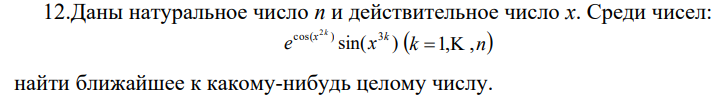 12.Даны натуральное число n и действительное число x. Среди чисел:
e^{cos(x^{2k})} sin(x^{3k}) (k = 1,K , n)
найти ближайшее к какому-нибудь целому числу.